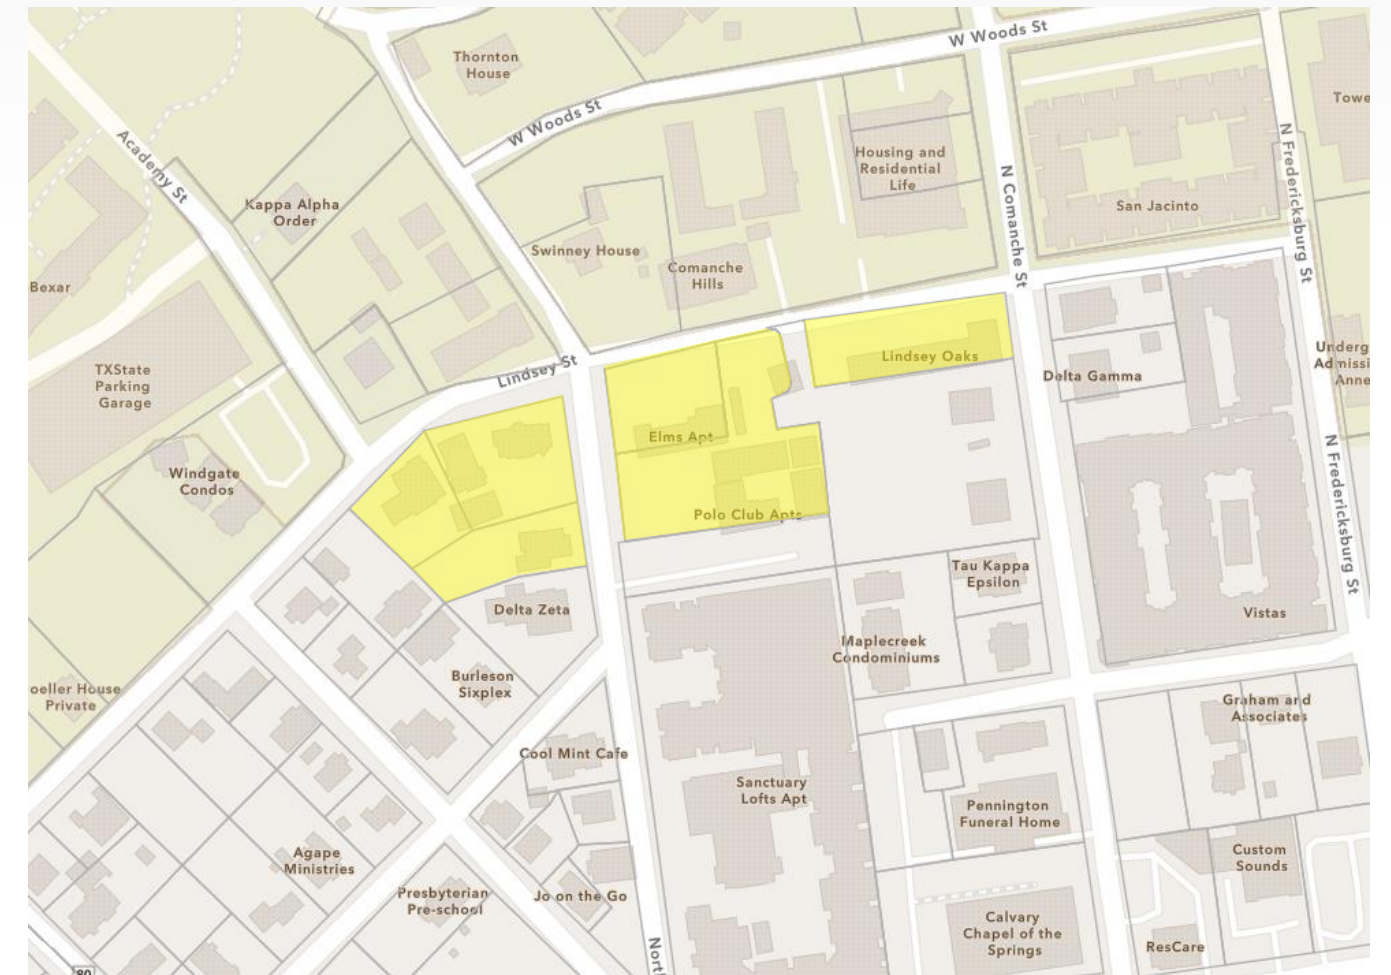 W Woods St
Thornton
House
Towe
W Woods St
Academy St
Housing and
Residential
Life
N Fredericksburg St
Kappa Alpha
Order
N Comanche St
San Jacinto
Swinney House
Comanche
Hills
Bexar
TXState
Parking
Garage
Lindsey St
Lindsey Oaks
Delta Gamma
Underg
Admissi
Anne
Elms Apt
Windgate
Condos
Polo Club Apts
N Fredericksburg St
Tau Kappa
Epsilon
Delta Zeta
Vistas
Maplecreek
Condominiums
Burleson
Sixplex
oeller House
Private
Graham and
Associates
Cool Mint Cafe
Sanctuary
Lofts Apt
Pennington
Funeral Home
Agape
Ministries
Custom
Sounds
Presbyterian
Pre-school
Jo on the Go
Calvary
Chapel of the
Springs
ResCare
Nort
80